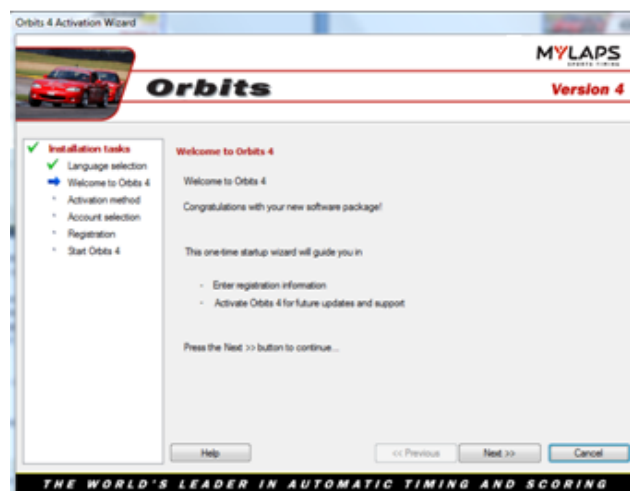 Orbits 4 Activation Wizard
MYLAPS
SPORTS TIMING
Orbits
Version 4
Installation tasks
Language selection
Welcome to Orbits 4
Activation method
Account selection
Registration
Start Orbits 4
Welcome to Orbits 4
Welcome to Orbits 4
Congratulations with your new software package!
This one-time startup wizard will guide you in
- Enter registration information
- Activate Orbits 4 for future updates and support
Press the Next >> button to continue...
Help
<< Previous
Next >>
Cancel
THE WORLD'S LEADER IN AUTOMATIC TIMING AND SCORING